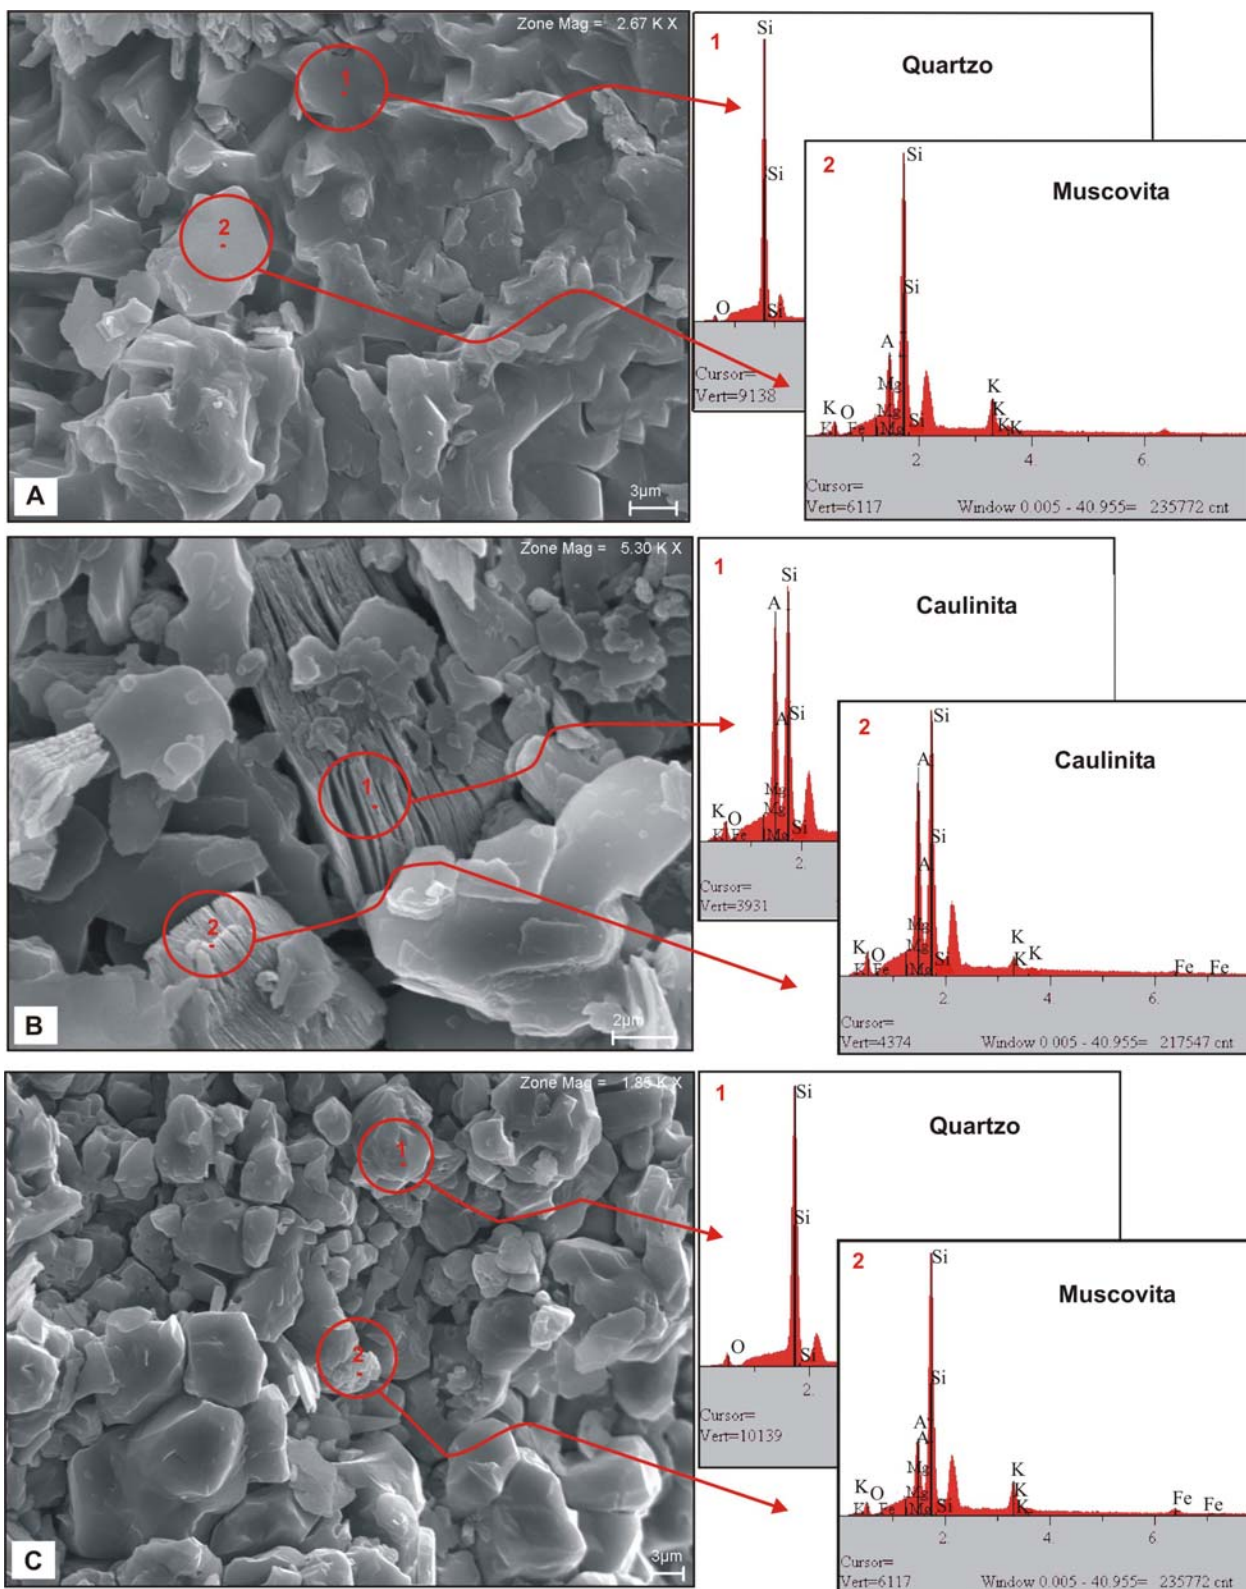 Zone Mag = 2.67 K X
1
2
A
3µm
1
Quartzo
Si
Si
O
Si
Cursor=
Vert=9138
2
Muscovita
Si
Si
A
Mg
K
O
Mg
K
K
K
Fe
Mg
Si
K
K
2.
4.
6.
Cursor=
Vert=6117 Window 0.005 - 40.955= 235772 cnt
Zone Mag = 5.30 K X
1
2
B
2µm
1
Caulinita
Si
A
A
Si
Mg
Mg
K
O
K
Fe
Mg
Si
2.
Cursor=
Vert=3931
2
Caulinita
Si
A
Si
A
Mg
Mg
K
O
K
Fe
Mg
Si
K
K
K
Fe
Fe
2.
4.
6.
Cursor=
Vert=4374 Window 0.005 - 40.955= 217547 cnt
Zone Mag = 1.85 K X
1
2
C
3µm
1
Quartzo
Si
Si
O
Si
2.
Cursor=
Vert=10139
2
Muscovita
Si
Si
A
A
Mg
Mg
K
O
K
Fe
Mg
Si
K
K
K
Fe
Fe
2.
4.
6.
Cursor=
Vert=6117 Window 0.005 - 40.955= 235772 cnt